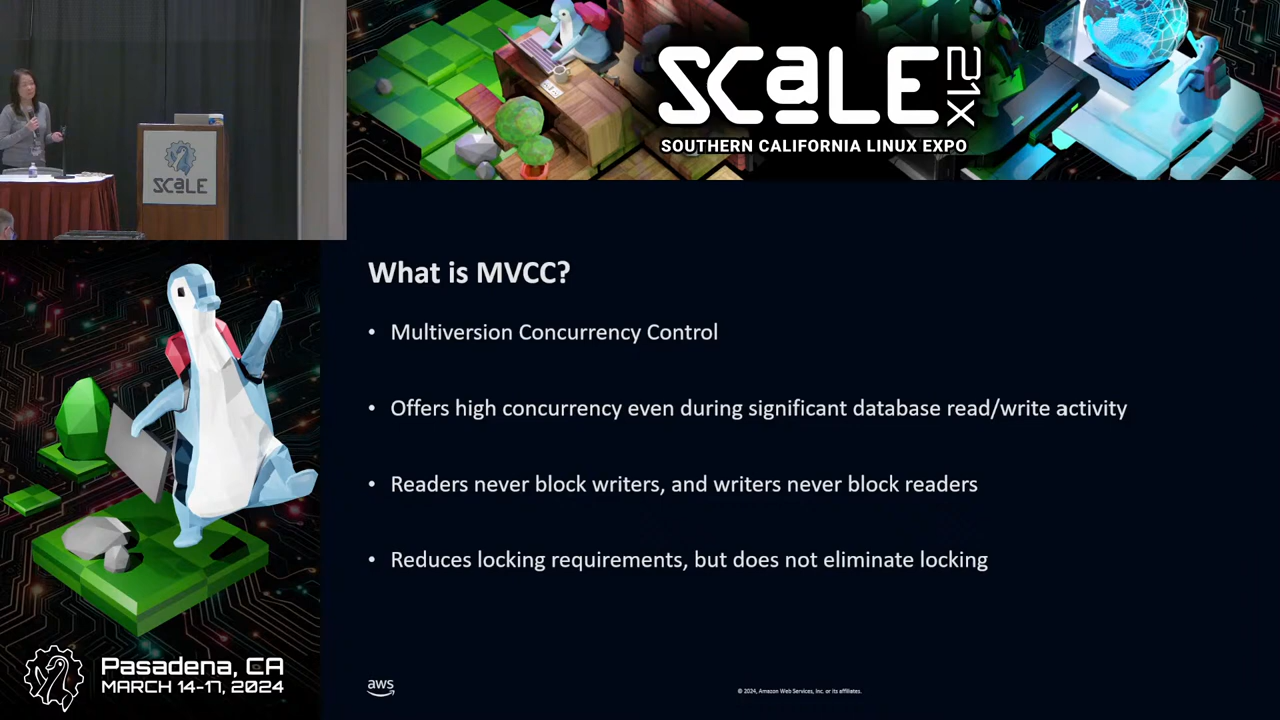 SCaLE 21X
SOUTHERN CALIFORNIA LINUX EXPO
SCaLE
What is MVCC?
• Multiversion Concurrency Control
• Offers high concurrency even during significant database read/write activity
• Readers never block writers, and writers never block readers
• Reduces locking requirements, but does not eliminate locking
Pasadena, CA
MARCH 14-17, 2024
aws
© 2024, Amazon Web Services, Inc. or its affiliates.